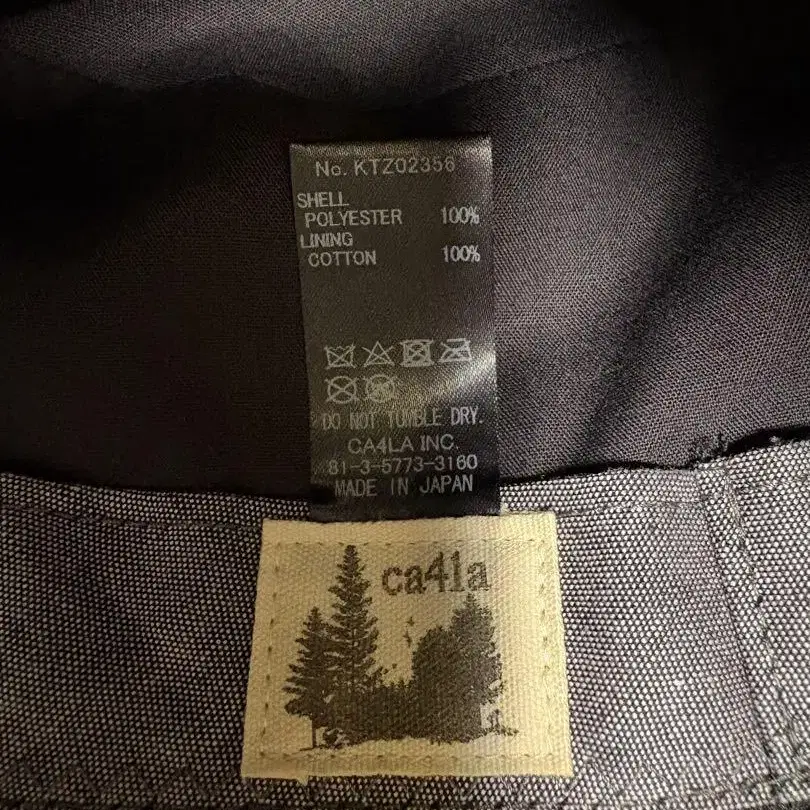 No. KTZ02356
SHELL
POLYESTER 100%
LINING
COTTON 100%
DO NOT TUMBLE DRY.
CA4LA INC.
81-3-5773-3160
MADE IN JAPAN
ca4la